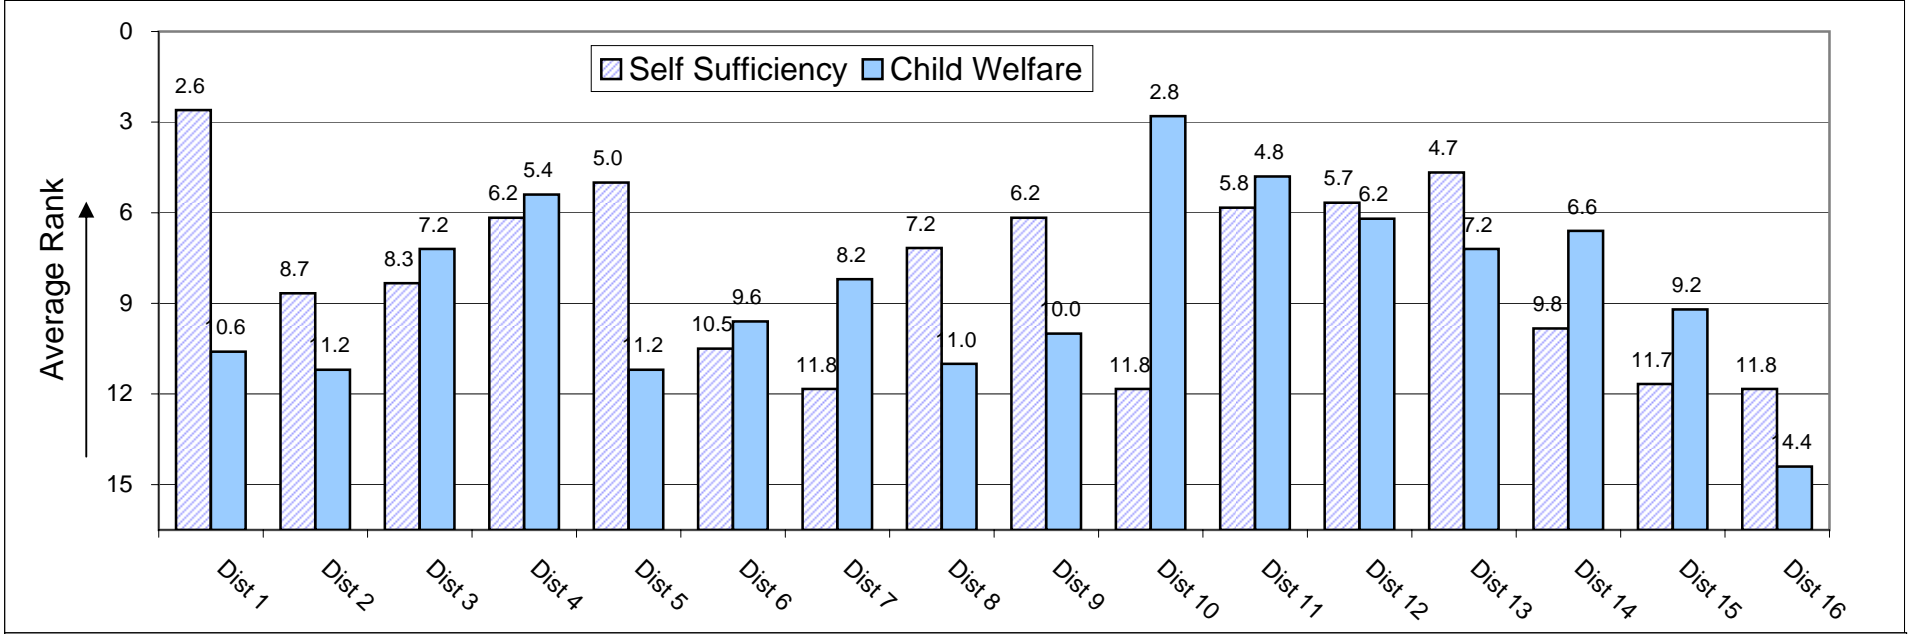 0
3
6
9
12
15
Average Rank
Self Sufficiency Child Welfare
2.6
10.6
8.7
11.2
8.3
7.2
6.2
5.4
5.0
11.2
10.5
9.6
11.8
8.2
7.2
11.0
6.2
10.0
11.8
2.8
5.8
4.8
5.7
6.2
4.7
7.2
9.8
6.6
11.7
9.2
11.8
14.4
Dist 1
Dist 2
Dist 3
Dist 4
Dist 5
Dist 6
Dist 7
Dist 8
Dist 9
Dist 10
Dist 11
Dist 12
Dist 13
Dist 14
Dist 15
Dist 16